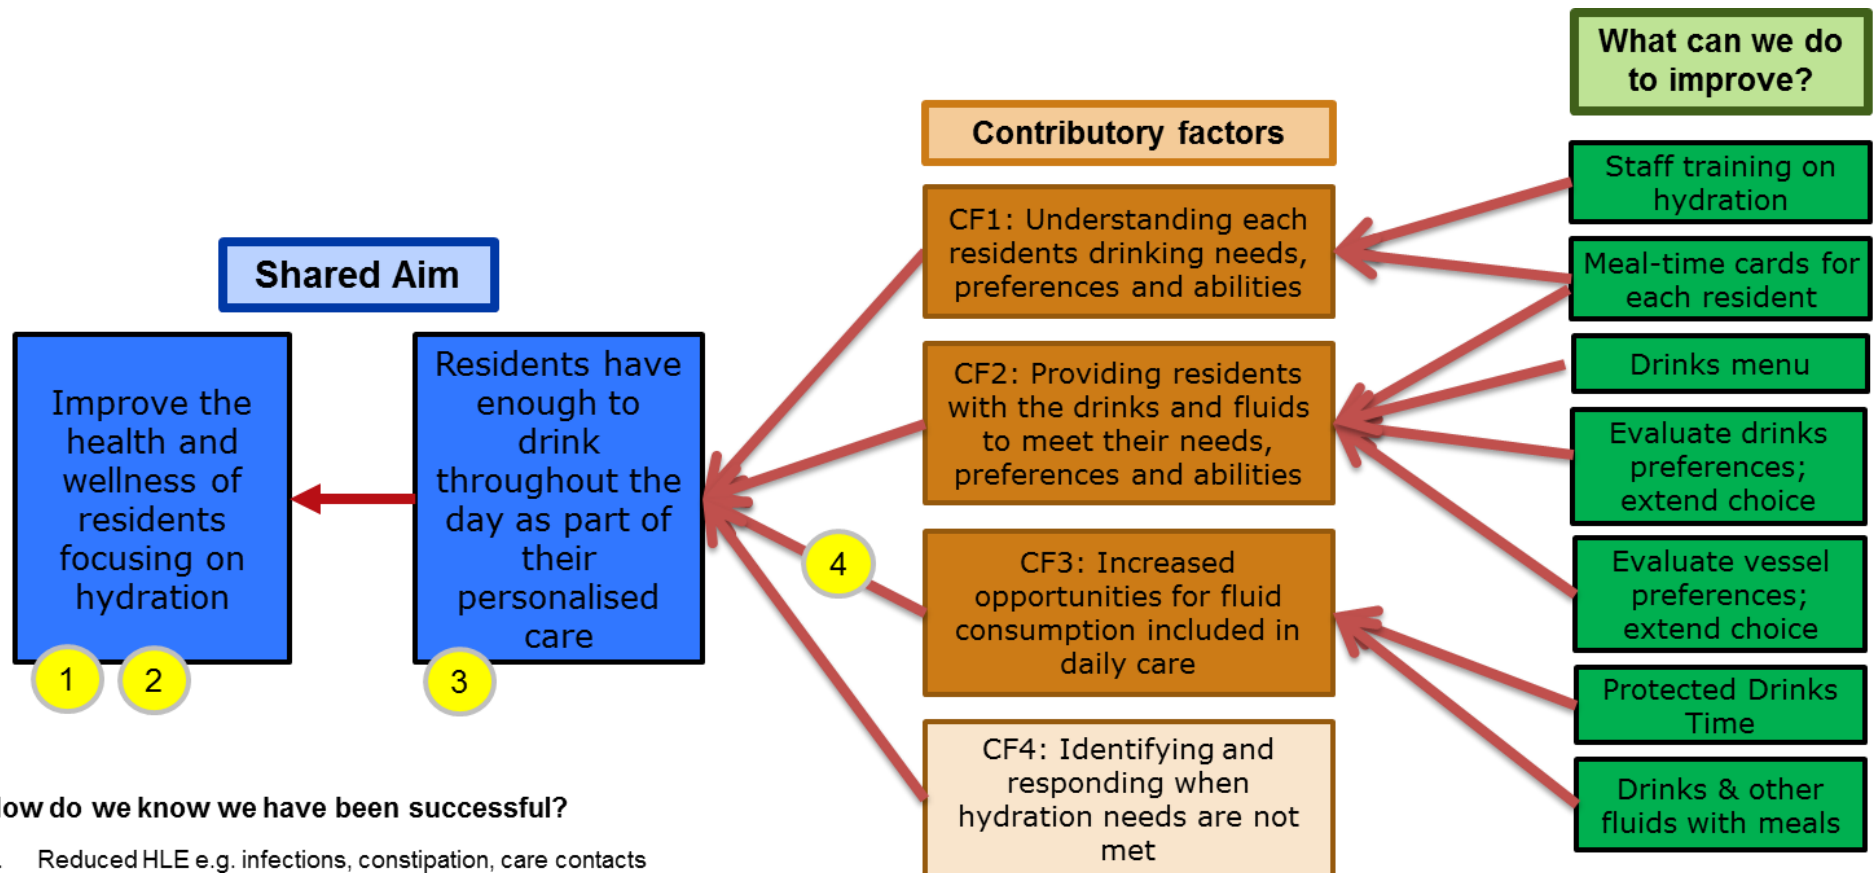 What can we do
to improve?
Contributory factors
Shared Aim
Improve the
health and
wellness of
residents
focusing on
hydration
1
2
Residents have
enough to
drink
throughout the
day as part of
their
personalised
care
3
4
CF1: Understanding each
residents drinking needs,
preferences and abilities
CF2: Providing residents
with the drinks and fluids
to meet their needs,
preferences and abilities
CF3: Increased
opportunities for fluid
consumption included in
daily care
CF4: Identifying and
responding when
hydration needs are not
met
Staff training on
hydration
Meal-time cards for
each resident
Drinks menu
Evaluate drinks
preferences;
extend choice
Evaluate vessel
preferences;
extend choice
Protected Drinks
Time
Drinks & other
fluids with meals
do we know we have been successful?
Reduced HLE e.g. infections, constipation, care contacts